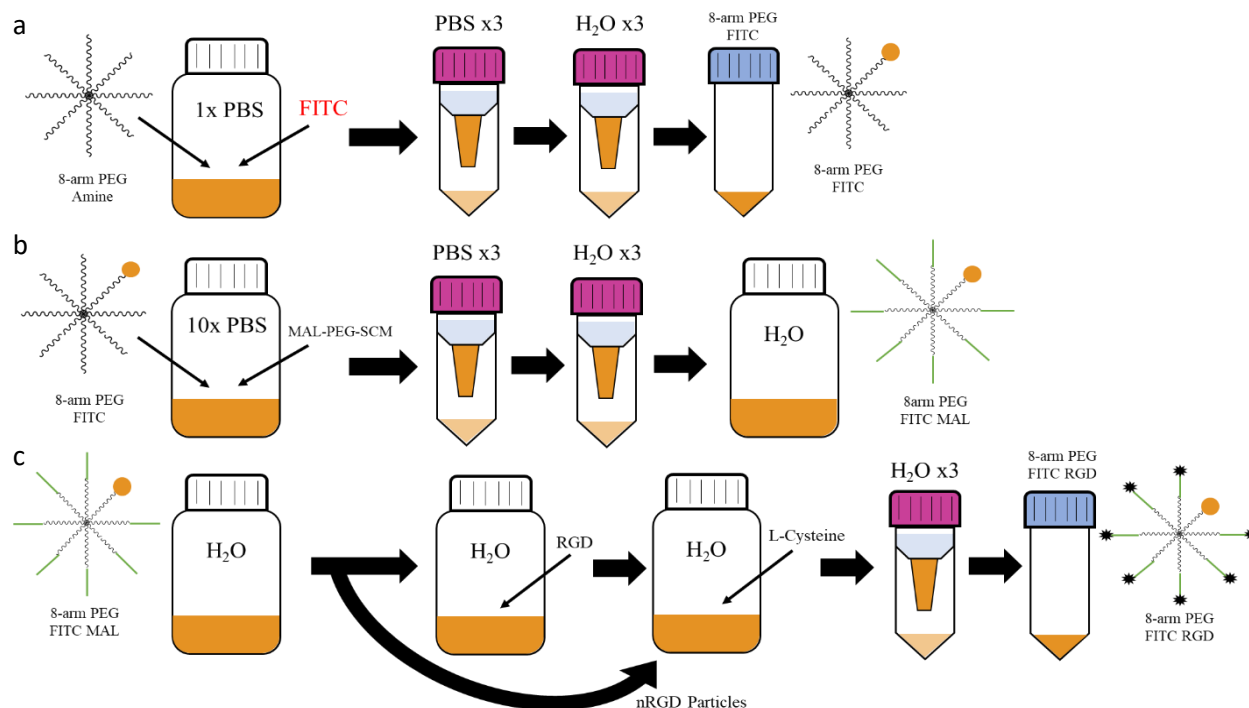 a
PBS x3
H₂O x3
8-arm PEG
FITC
1x PBS
FITC
8-arm PEG
Amine
8-arm PEG
FITC
b
PBS x3
H₂O x3
10x PBS
MAL-PEG-SCM
H₂O
8-arm PEG
FITC
8arm PEG
FITC MAL
c
8-arm PEG
FITC RGD
H₂O x3
H₂O
H₂O
RGD
H₂O
L-Cysteine
8-arm PEG
FITC MAL
8-arm PEG
FITC RGD
nRGD Particles